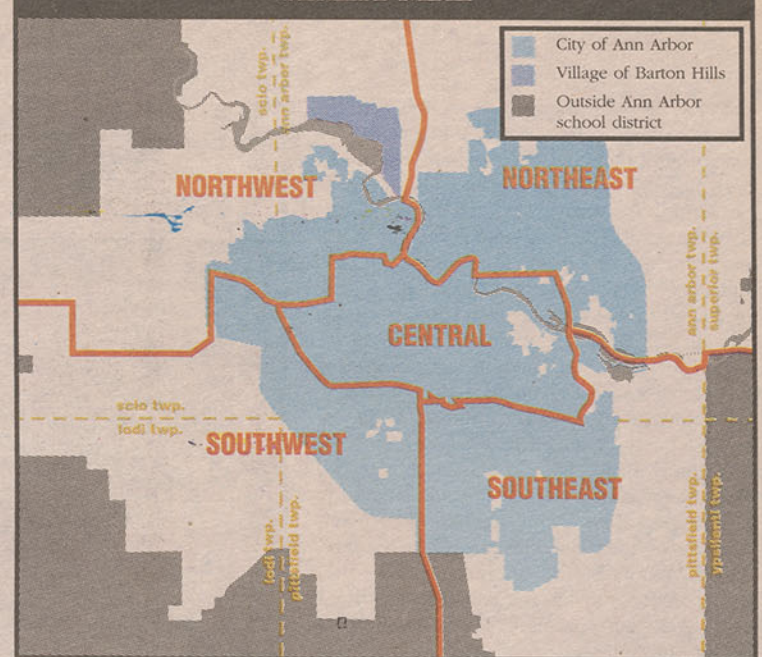 City of Ann Arbor
Village of Barton Hills
Outside Ann Arbor
school district
scio twp.
ann arbor twp.
NORTHWEST
NORTHEAST
ann arbor twp.
superior twp.
CENTRAL
scio twp.
lodi twp.
SOUTHWEST
SOUTHEAST
lodi twp.
pittsfield twp.
pittsfield twp.
ypsilanti twp.